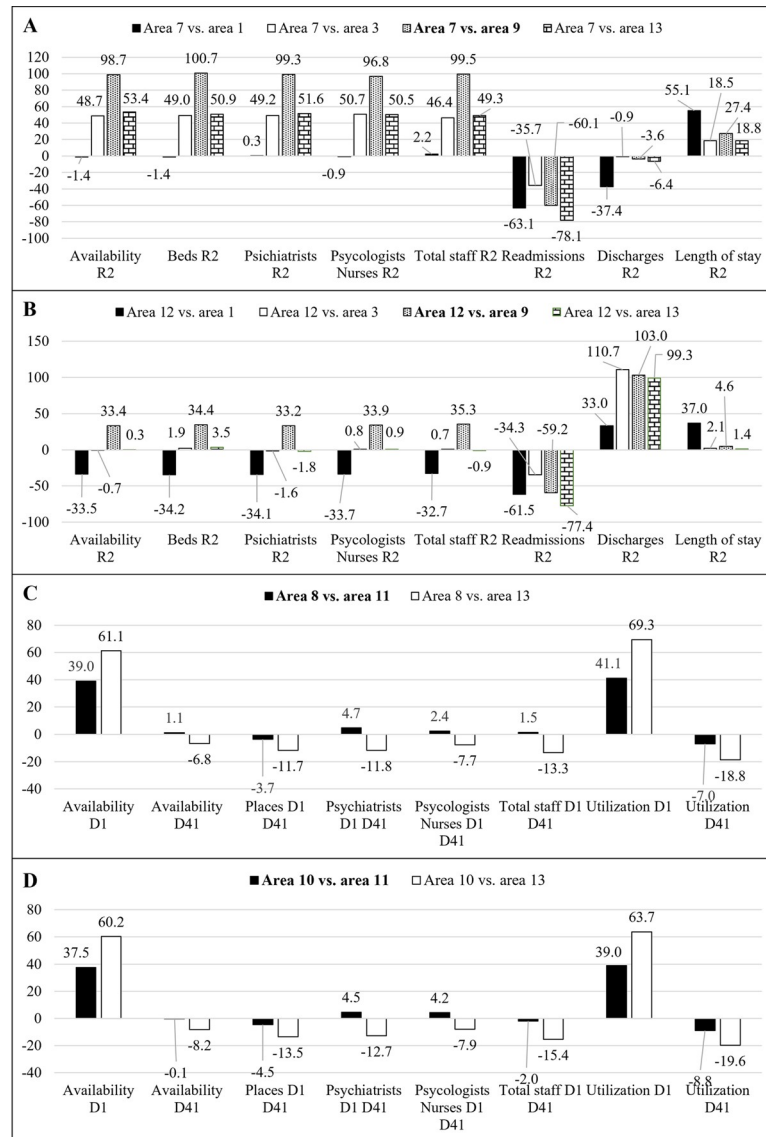 A
Area 7 vs. area 1 Area 7 vs. area 3 Area 7 vs. area 9 Area 7 vs. area 13
120
100
80
60
40
20
0
-20
-40
-60
-80
-100
-1.4 48.7 98.7 53.4
-1.4 49.0 100.7 50.9
0.3 49.2 99.3 51.6
-0.9 50.7 96.8 50.5
2.2 46.4 99.5 49.3
-63.1 -35.7 -60.1 -78.1
-37.4 -0.9 -3.6 -6.4
55.1 18.5 27.4 18.8
Availability
R2
Beds R2
Psichiatrists
R2
Psycologists
Nurses R2
Total staff R2
Readmissions
R2
Discharges
R2
Length of stay
R2
B
Area 12 vs. area 1 Area 12 vs. area 3 Area 12 vs. area 9 Area 12 vs. area 13
150
100
50
0
-50
-100
-33.5 -0.7 33.4 0.3
-34.2 1.9 34.4 3.5
-34.1 -1.6 33.2 -1.8
-33.7 0.8 33.9 0.9
-32.7 0.7 35.3 -0.9
-61.5 -34.3 -59.2 -77.4
33.0 110.7 103.0 99.3
37.0 2.1 4.6 1.4
Availability
R2
Beds R2
Psichiatrists
R2
Psycologists
Nurses R2
Total staff R2
Readmissions
R2
Discharges
R2
Length of stay
R2
C
Area 8 vs. area 11 Area 8 vs. area 13
80
60
40
20
0
-20
-40
39.0 61.1
1.1 -6.8
-3.7 -11.7
4.7 -11.8
2.4 -7.7
1.5 -13.3
41.1 69.3
-7.0 -18.8
Availability
D1
Availability
D41
Places D1
D41
Psychiatrists
D1 D41
Psycologists
Nurses D1
D41
Total staff D1
D41
Utilization D1
Utilization
D41
D
Area 10 vs. area 11 Area 10 vs. area 13
80
60
40
20
0
-20
-40
37.5 60.2
-0.1 -8.2
-4.5 -13.5
4.5 -12.7
4.2 -7.9
-2.0 -15.4
39.0 63.7
-8.8 -19.6
Availability
D1
Availability
D41
Places D1
D41
Psychiatrists
D1 D41
Psycologists
Nurses D1
D41
Total staff D1
D41
Utilization D1
Utilization
D41